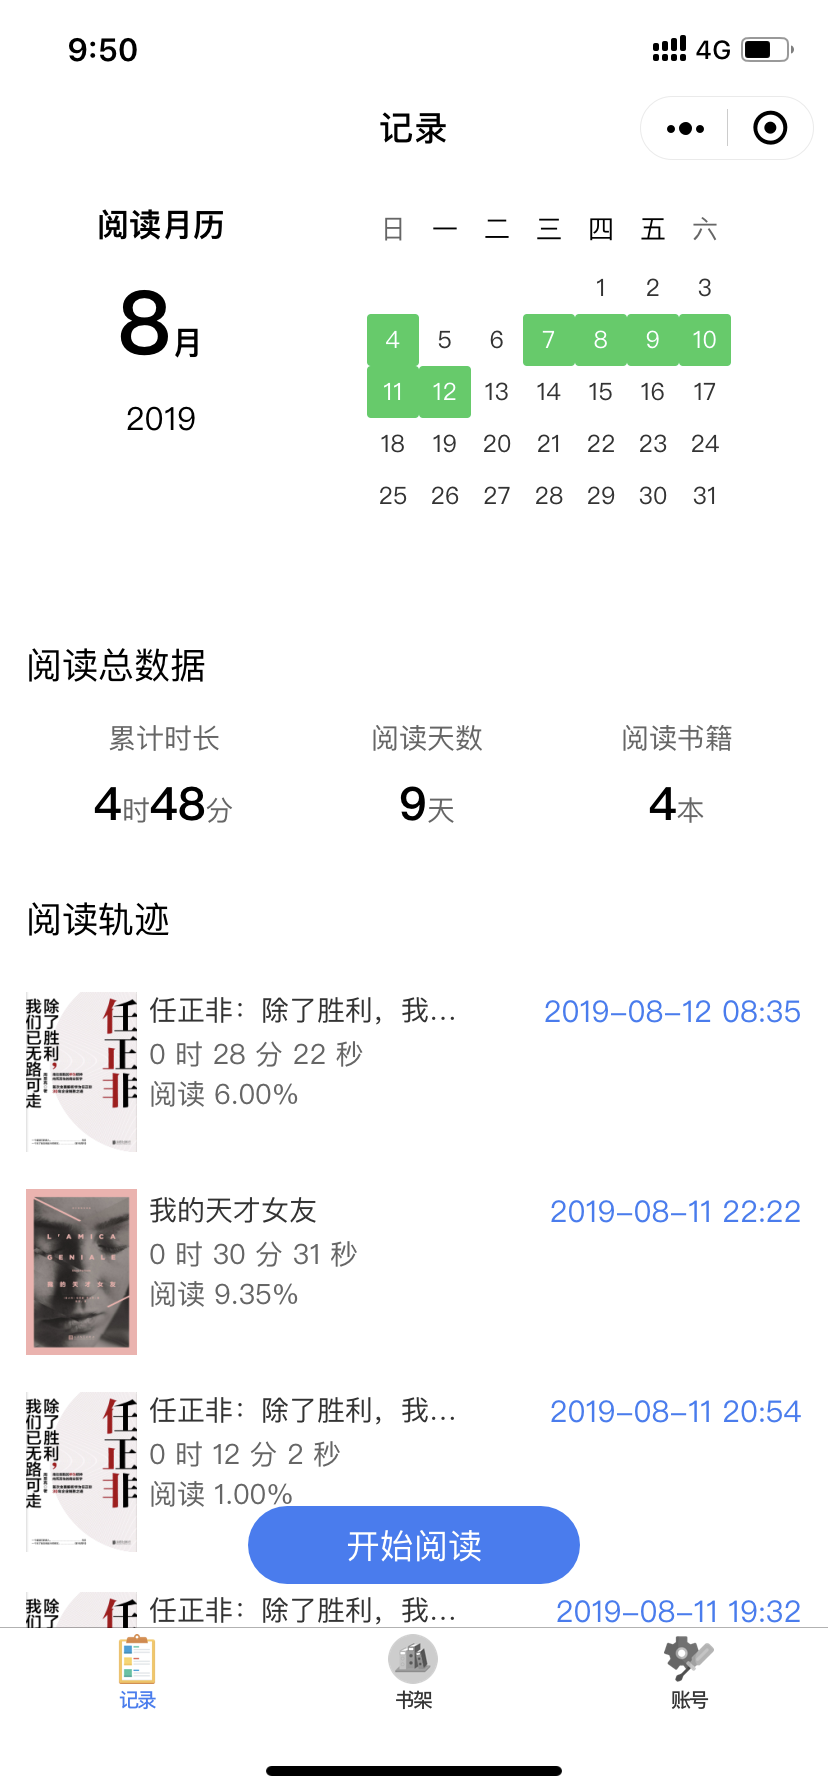 9:50
4G
记录
阅读月历
8月
2019
日 一 二 三 四 五 六
1 2 3
4 5 6 7 8 9 10
11 12 13 14 15 16 17
18 19 20 21 22 23 24
25 26 27 28 29 30 31
阅读总数据
累计时长 阅读天数 阅读书籍
4时48分 9天 4本
阅读轨迹
任正非
除了胜利，
我们已无路可走
任正非：除了胜利，我... 2019-08-12 08:35
0 时 28 分 22 秒
阅读 6.00%
L'AMICA
GENIALE
我的天才女友
我的天才女友 2019-08-11 22:22
0 时 30 分 31 秒
阅读 9.35%
任正非
除了胜利，
我们已无路可走
任正非：除了胜利，我... 2019-08-11 20:54
0 时 12 分 2 秒
阅读 1.00%
开始阅读
任正非：除了胜利，我... 2019-08-11 19:32
记录 书架 账号